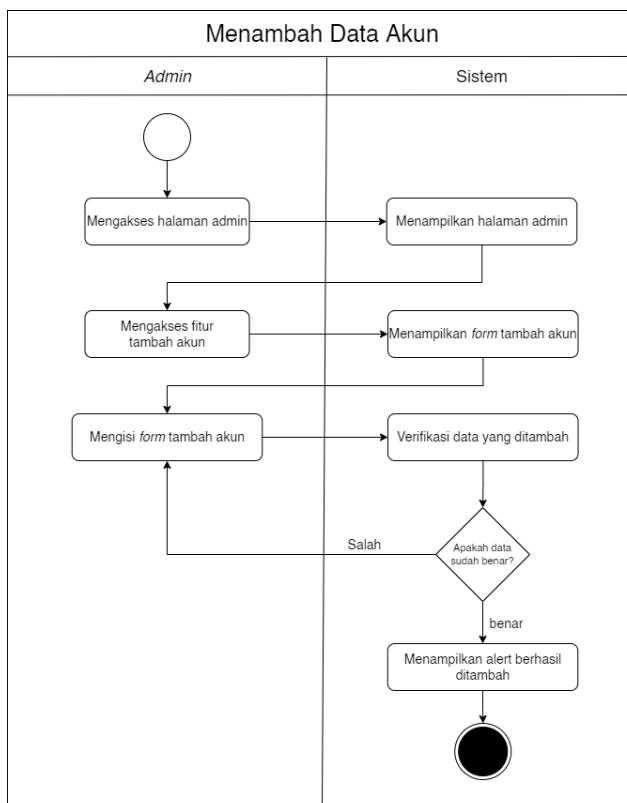 Menambah Data Akun
Admin
Sistem
Mengakses halaman admin
Menampilkan halaman admin
Mengakses fitur
tambah akun
Menampilkan form tambah akun
Mengisi form tambah akun
Verifikasi data yang ditambah
Salah
Apakah data
sudah benar?
benar
Menampilkan alert berhasil
ditambah